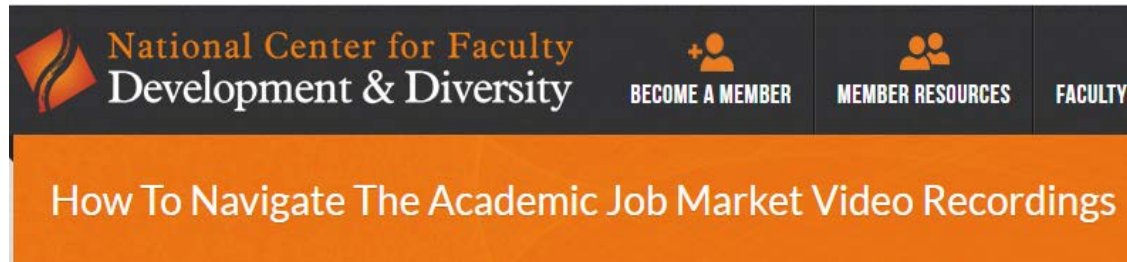 National Center for Faculty
Development & Diversity
BECOME A MEMBER
MEMBER RESOURCES
FACULTY
How To Navigate The Academic Job Market Video Recordings